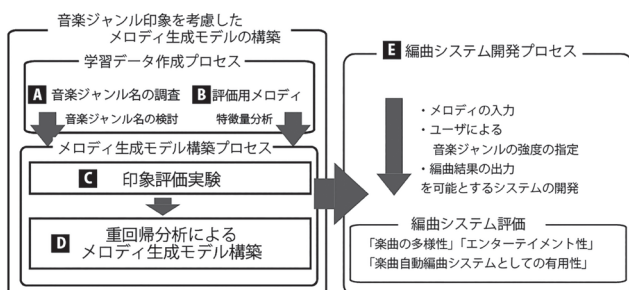 音楽ジャンル印象を考慮した
メロディ生成モデルの構築
学習データ作成プロセス
A 音楽ジャンル名の調査
B 評価用メロディ
音楽ジャンル名の検討
特徴量分析
メロディ生成モデル構築プロセス
C 印象評価実験
D 重回帰分析による
メロディ生成モデル構築
E 編曲システム開発プロセス
・メロディの入力
・ユーザによる
音楽ジャンルの強度の指定
・編曲結果の出力
を可能とするシステムの開発
編曲システム評価
「楽曲の多様性」「エンターテイメント性」
「楽曲自動編曲システムとしての有用性」